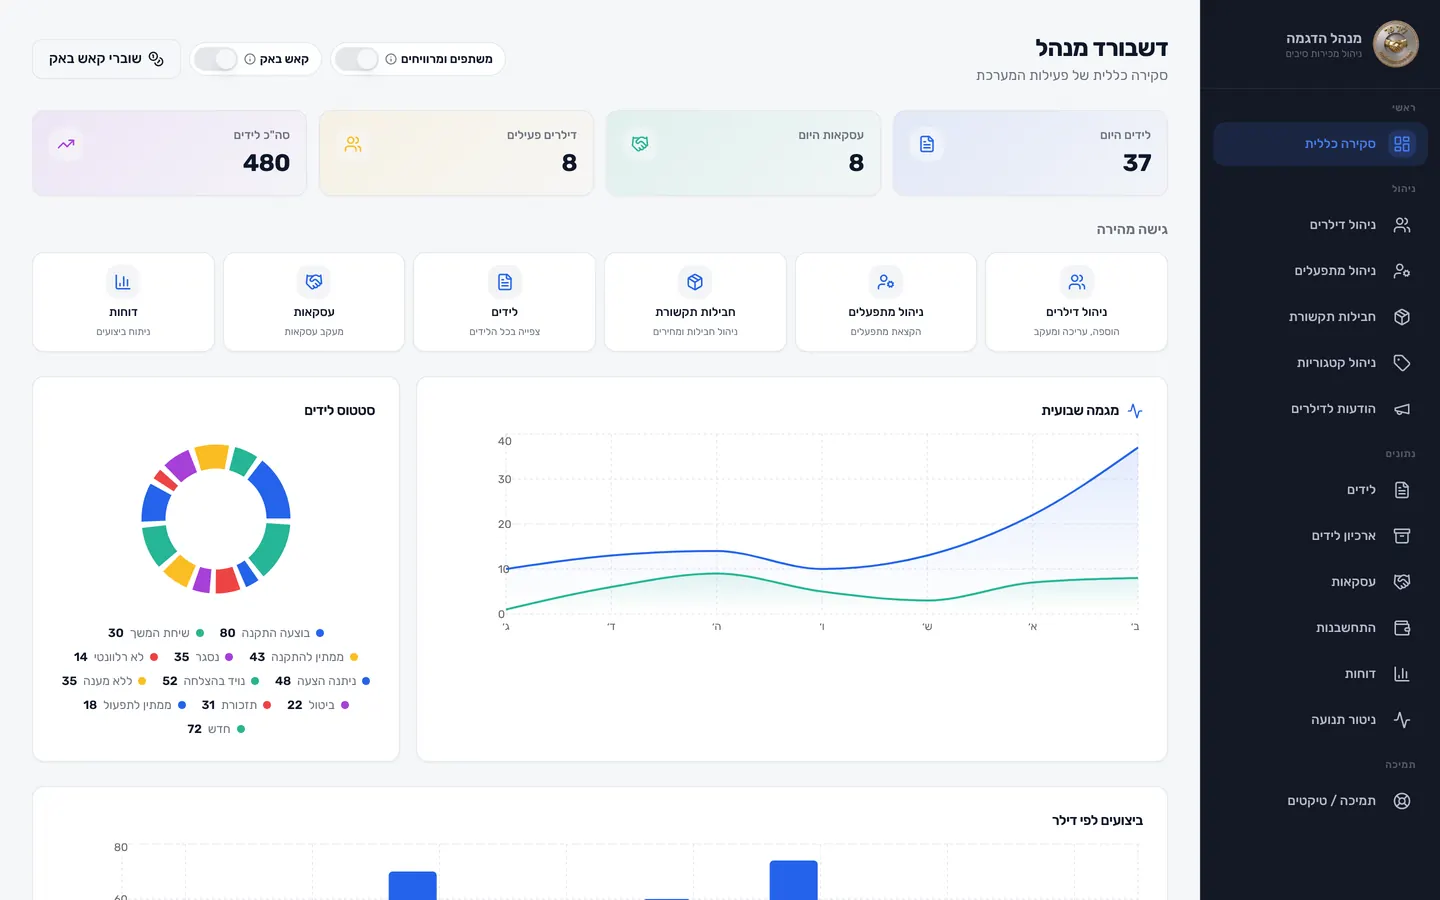 מנהל הדגמה
ניהול מכירות סיבים
ראשי
סקירה כללית
ניהול
ניהול דילרים
ניהול מתפעלים
חבילות תקשורת
ניהול קטגוריות
הודעות לדילרים
נתונים
לידים
ארכיון לידים
עסקאות
התחשבנות
דוחות
ניטור תנועה
תמיכה
תמיכה / טיקטים
דשבורד מנהל
סקירה כללית של פעילות המערכת
משתפים ומרוויחים
קאש באק
שוברי קאש באק
לידים היום
37
עסקאות היום
8
דילרים פעילים
8
סה"כ לידים
480
גישה מהירה
ניהול דילרים
הוספה, עריכה ומעקב
ניהול מתפעלים
הקצאת מתפעלים
חבילות תקשורת
ניהול חבילות ומחירים
לידים
צפייה בכל הלידים
עסקאות
מעקב עסקאות
דוחות
ניתוח ביצועים
מגמה שבועית
40
30
20
10
0
ג׳ ד׳ ה׳ ו׳ ש׳ א׳ ב׳
סטטוס לידים
בוצעה התקנה 80 שיחת המשך 30
ממתין להתקנה 43 נסגר 35 לא רלוונטי 14
ניתנה הצעה 48 נויד בהצלחה 52 ללא מענה 35
ביטול 22 תזכורת 31 ממתין לתפעול 18
חדש 72
ביצועים לפי דילר
80
60